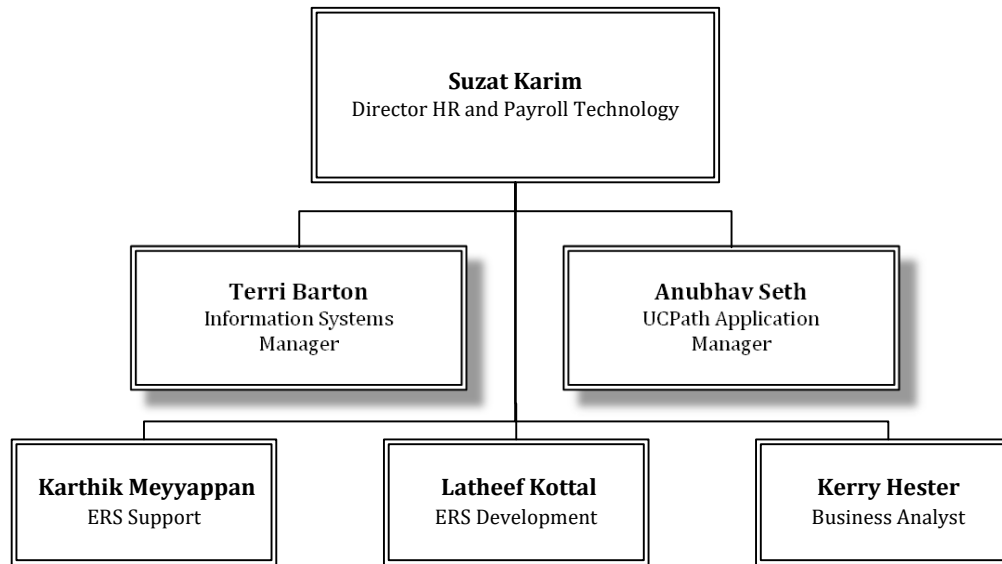 Suzat Karim
Director HR and Payroll Technology
Terri Barton
Information Systems
Manager
Anubhav Seth
UCPath Application
Manager
Karthik Meyyappan
ERS Support
Latheef Kottal
ERS Development
Kerry Hester
Business Analyst